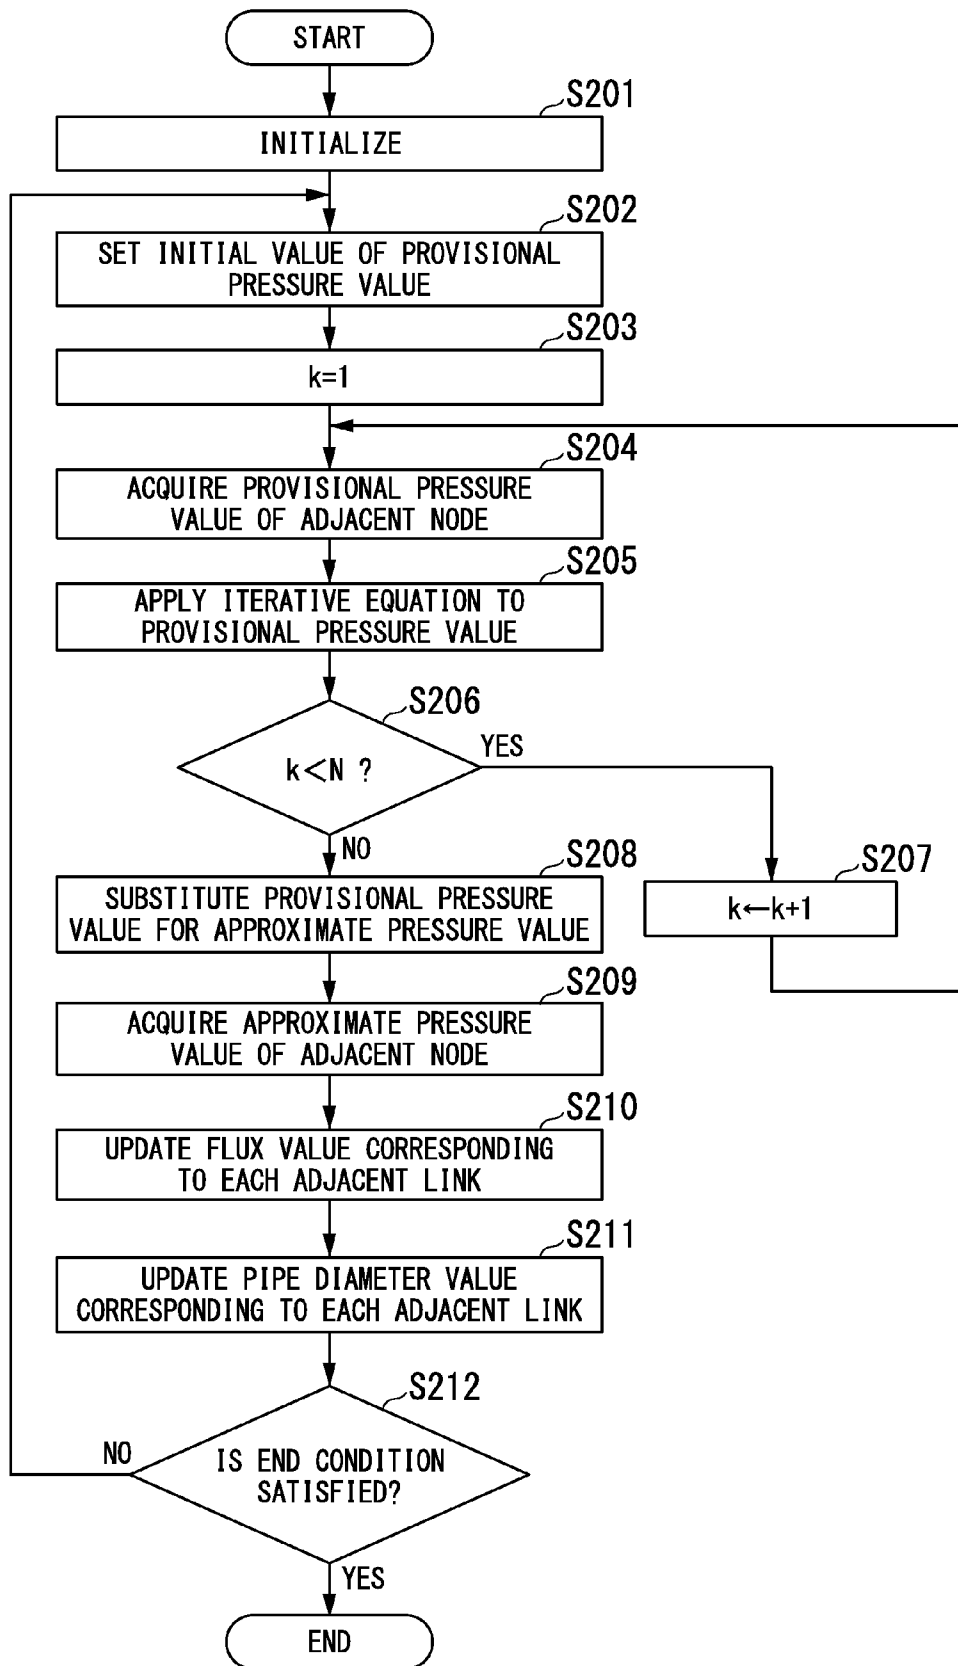 START
S201
INITIALIZE
S202
SET INITIAL VALUE OF PROVISIONAL
PRESSURE VALUE
S203
k=1
S204
ACQUIRE PROVISIONAL PRESSURE
VALUE OF ADJACENT NODE
S205
APPLY ITERATIVE EQUATION TO
PROVISIONAL PRESSURE VALUE
S206
k<N ?
YES
NO
S207
k←k+1
S208
SUBSTITUTE PROVISIONAL PRESSURE
VALUE FOR APPROXIMATE PRESSURE VALUE
S209
ACQUIRE APPROXIMATE PRESSURE
VALUE OF ADJACENT NODE
S210
UPDATE FLUX VALUE CORRESPONDING
TO EACH ADJACENT LINK
S211
UPDATE PIPE DIAMETER VALUE
CORRESPONDING TO EACH ADJACENT LINK
S212
IS END CONDITION
SATISFIED?
NO
YES
END